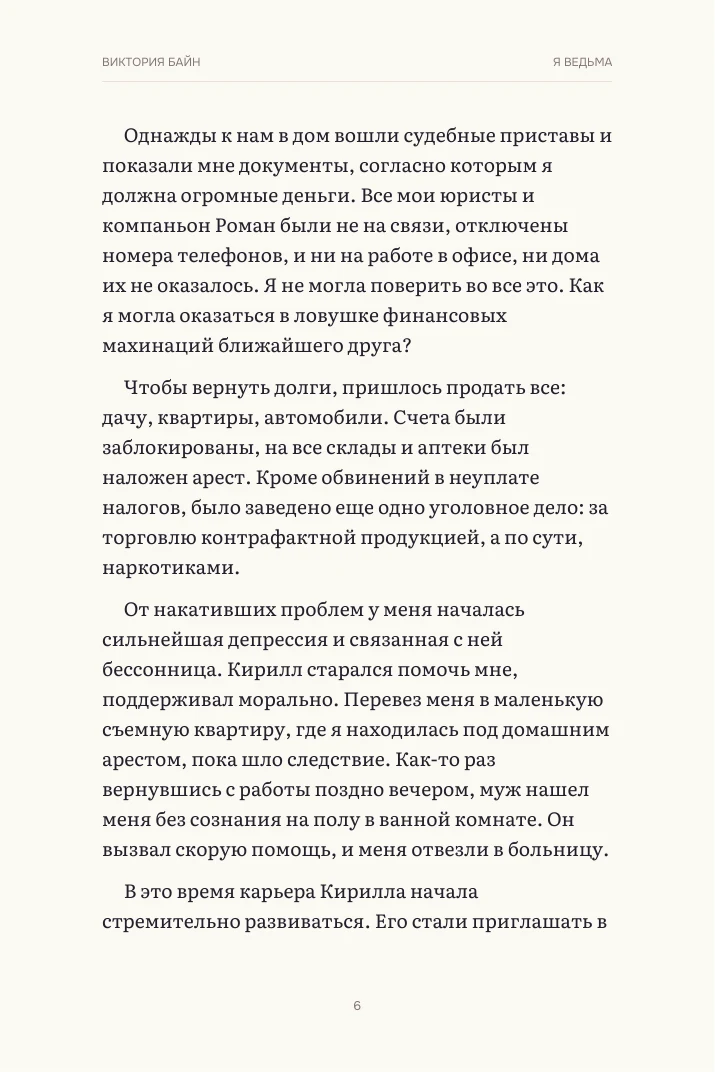 ВИКТОРИЯ БАЙН
Я ВЕДЬМА
Однажды к нам в дом вошли судебные приставы и
показали мне документы, согласно которым я
должна огромные деньги. Все мои юристы и
компаньон Роман были не на связи, отключены
номера телефонов, и ни на работе в офисе, ни дома
их не оказалось. Я не могла поверить во все это. Как
я могла оказаться в ловушке финансовых
махинаций ближайшего друга?
Чтобы вернуть долги, пришлось продать все:
дачу, квартиры, автомобили. Счета были
заблокированы, на все склады и аптеки был
наложен арест. Кроме обвинений в неуплате
налогов, было заведено еще одно уголовное дело: за
торговлю контрафактной продукцией, а по сути,
наркотиками.
От накативших проблем у меня началась
сильнейшая депрессия и связанная с ней
бессонница. Кирилл старался помочь мне,
поддерживал морально. Перевез меня в маленькую
съемную квартиру, где я находилась под домашним
арестом, пока шло следствие. Как-то раз
вернувшись с работы поздно вечером, муж нашел
меня без сознания на полу в ванной комнате. Он
вызвал скорую помощь, и меня отвезли в больницу.
В это время карьера Кирилла начала
стремительно развиваться. Его стали приглашать в
6